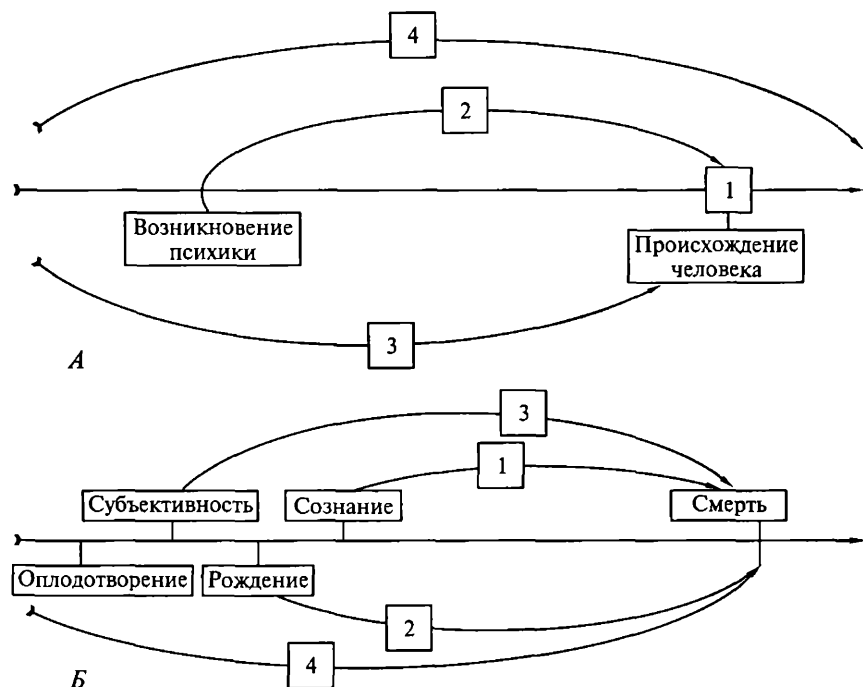 4
2
1
Возникновение
психики
Происхождение
человека
3
А
3
1
Субъективность
Сознание
Смерть
Оплодотворение
Рождение
2
4
Б